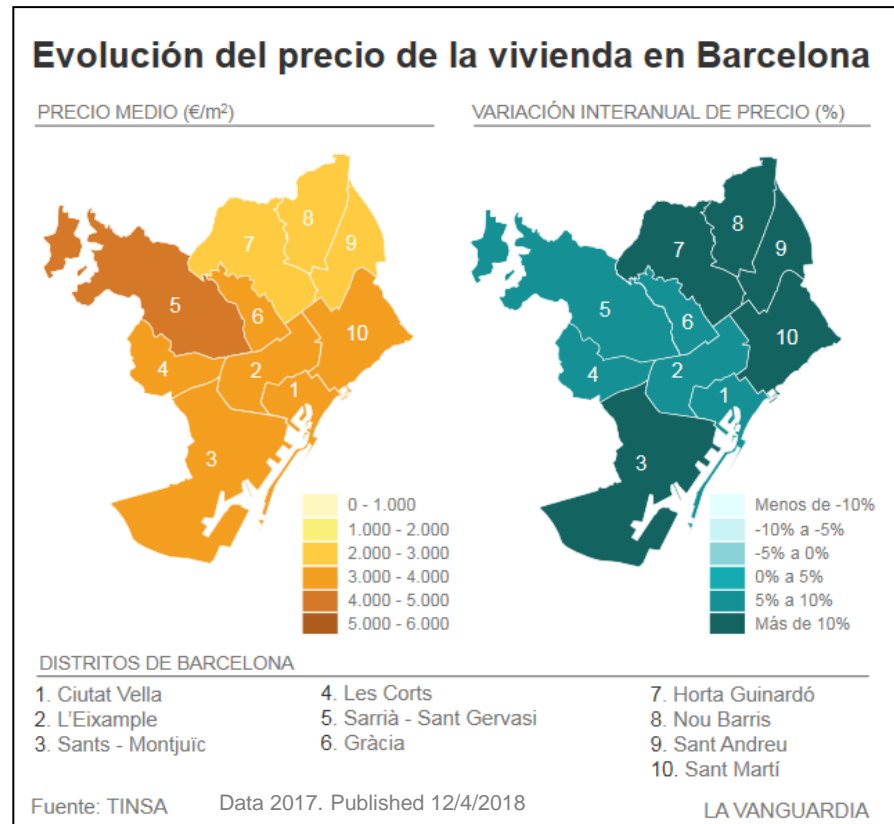 Evolución del precio de la vivienda en Barcelona
PRECIO MEDIO (€/m²)
7
8
9
5
6
10
4
2
1
3
0 - 1.000
1.000 - 2.000
2.000 - 3.000
3.000 - 4.000
4.000 - 5.000
5.000 - 6.000
VARIACIÓN INTERANUAL DE PRECIO (%)
8
7
9
5
6
10
4
2
1
3
Menos de -10%
-10% a -5%
-5% a 0%
0% a 5%
5% a 10%
Más de 10%
DISTRITOS DE BARCELONA
1. Ciutat Vella
2. L'Eixample
3. Sants - Montjuïc
4. Les Corts
5. Sarrià - Sant Gervasi
6. Gràcia
7. Horta Guinardó
8. Nou Barris
9. Sant Andreu
10. Sant Martí
Fuente: TINSA
Data 2017. Published 12/4/2018
LA VANGUARDIA